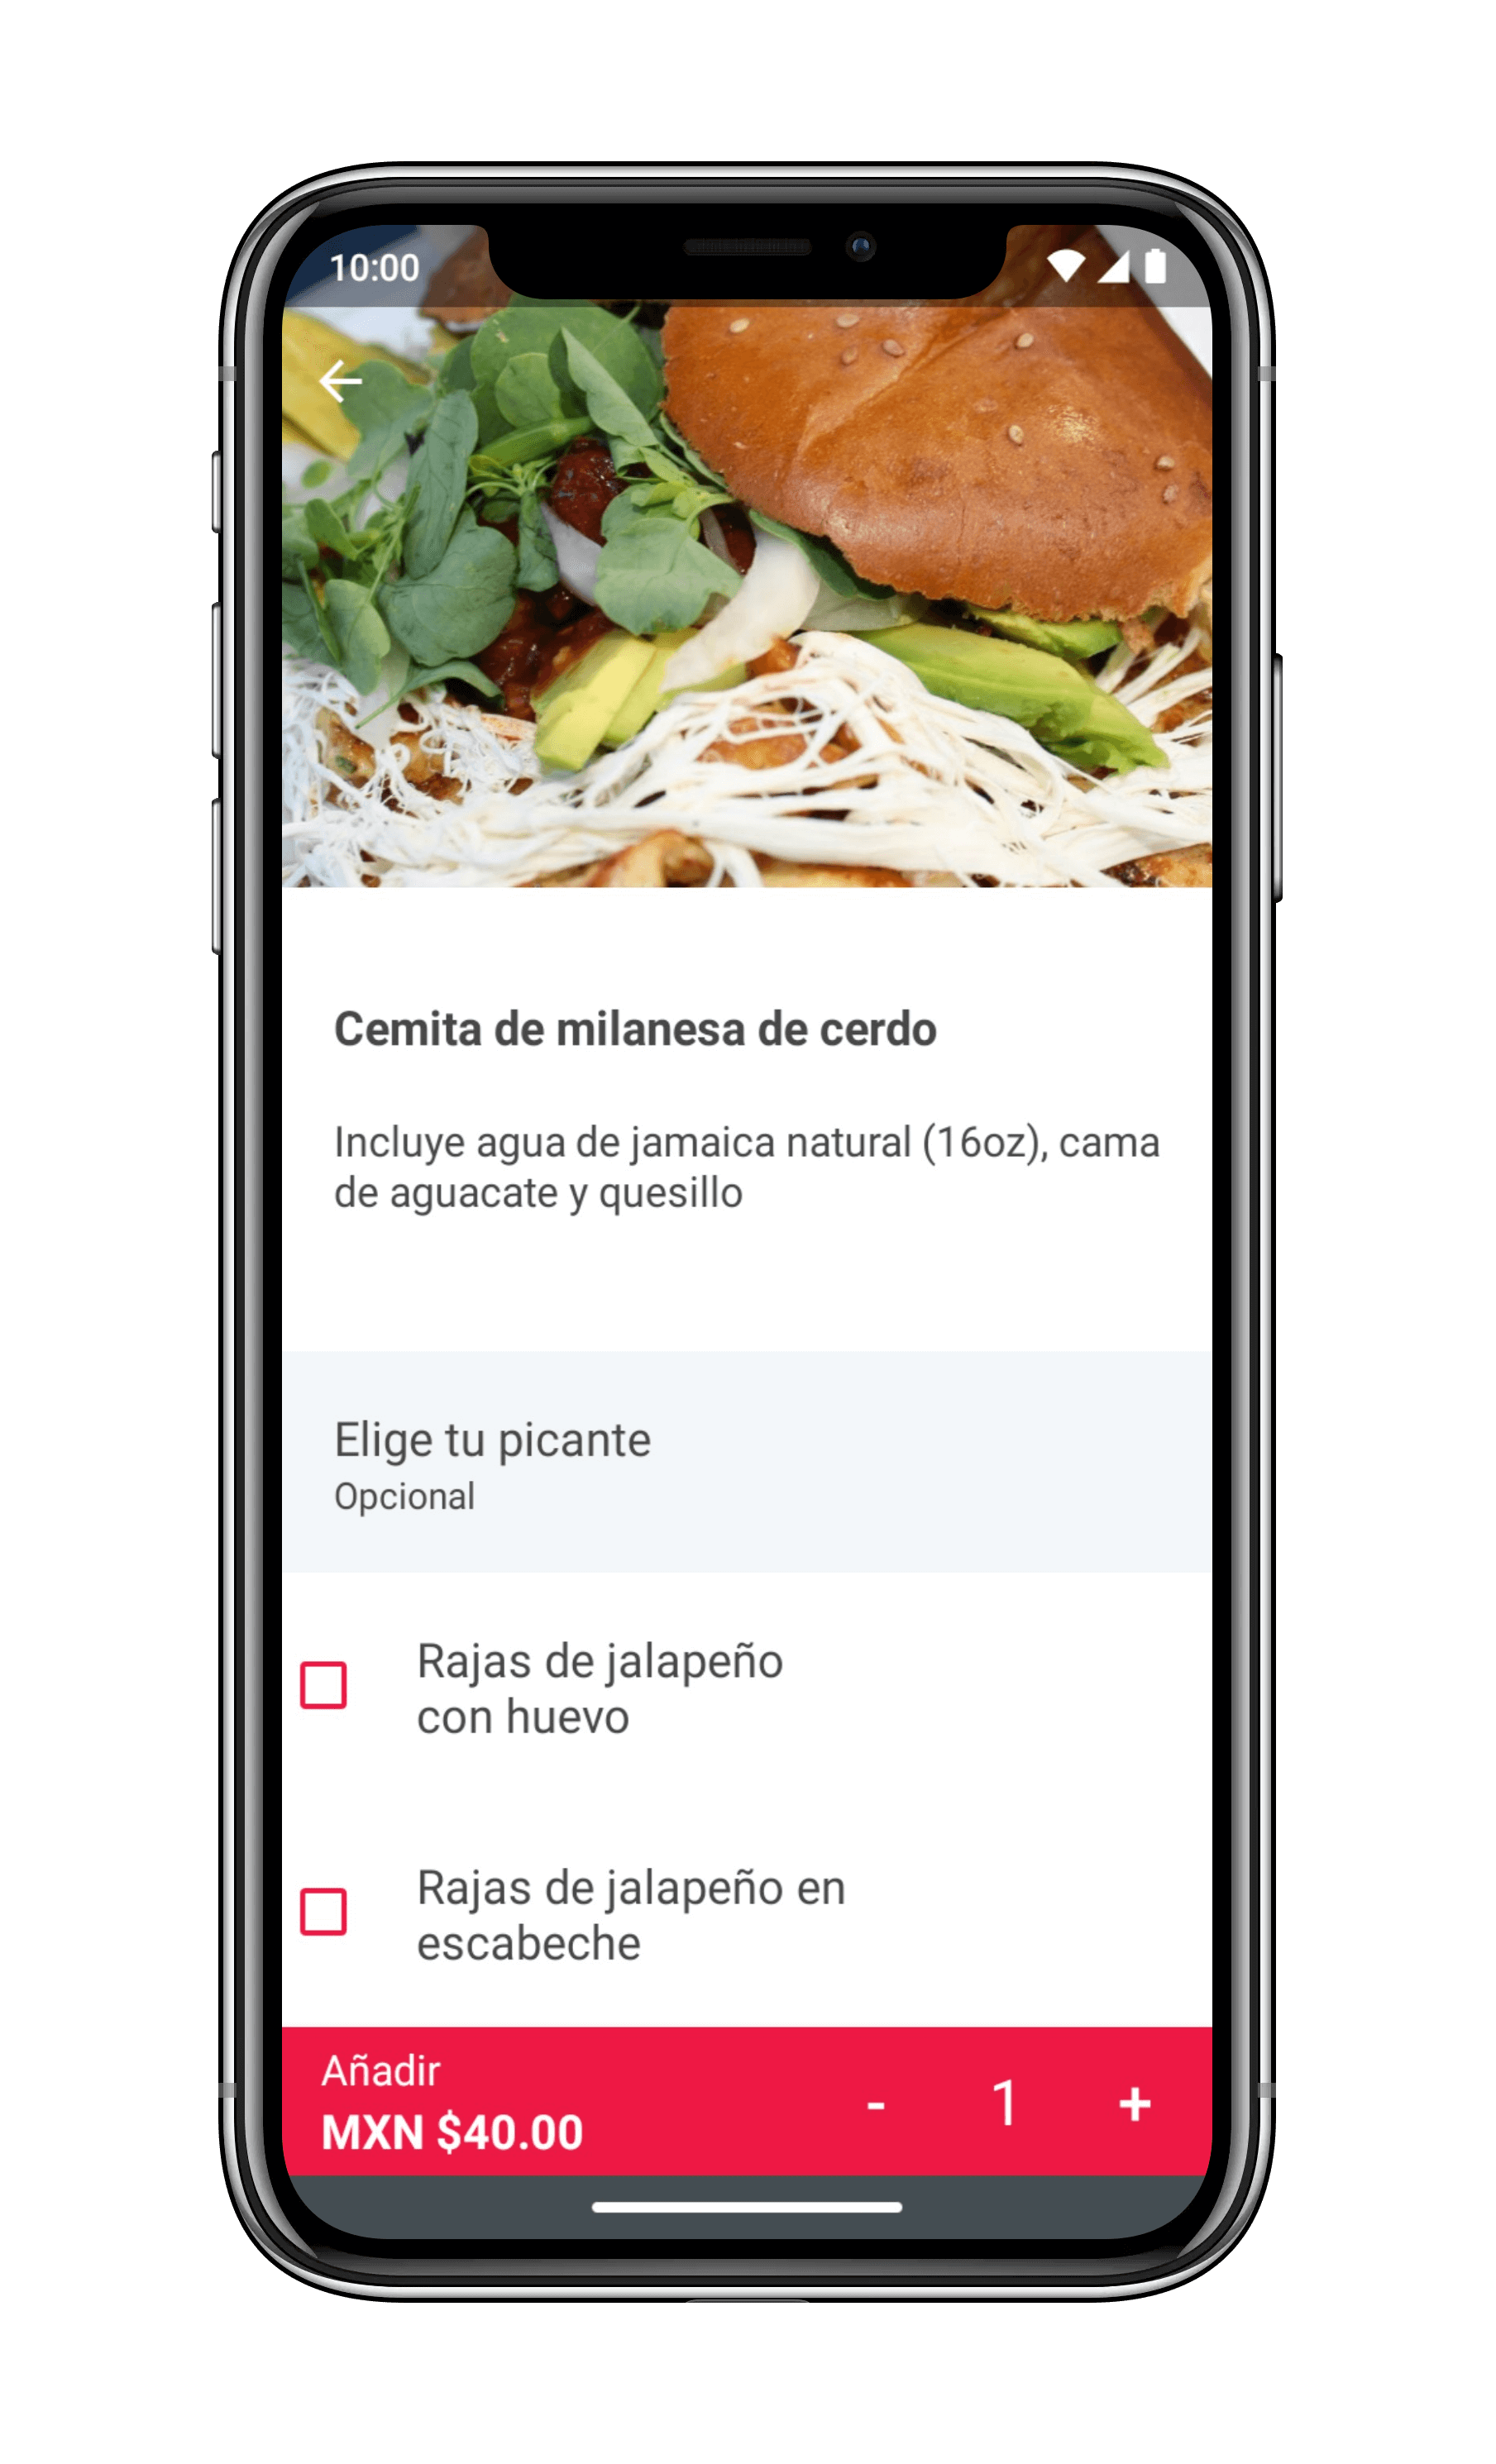 10:00
Cemita de milanesa de cerdo
Incluye agua de jamaica natural (16oz), cama
de aguacate y quesillo
Elige tu picante
Opcional
Rajas de jalapeño
con huevo
Rajas de jalapeño en
escabeche
Añadir
MXN $40.00
- 1 +